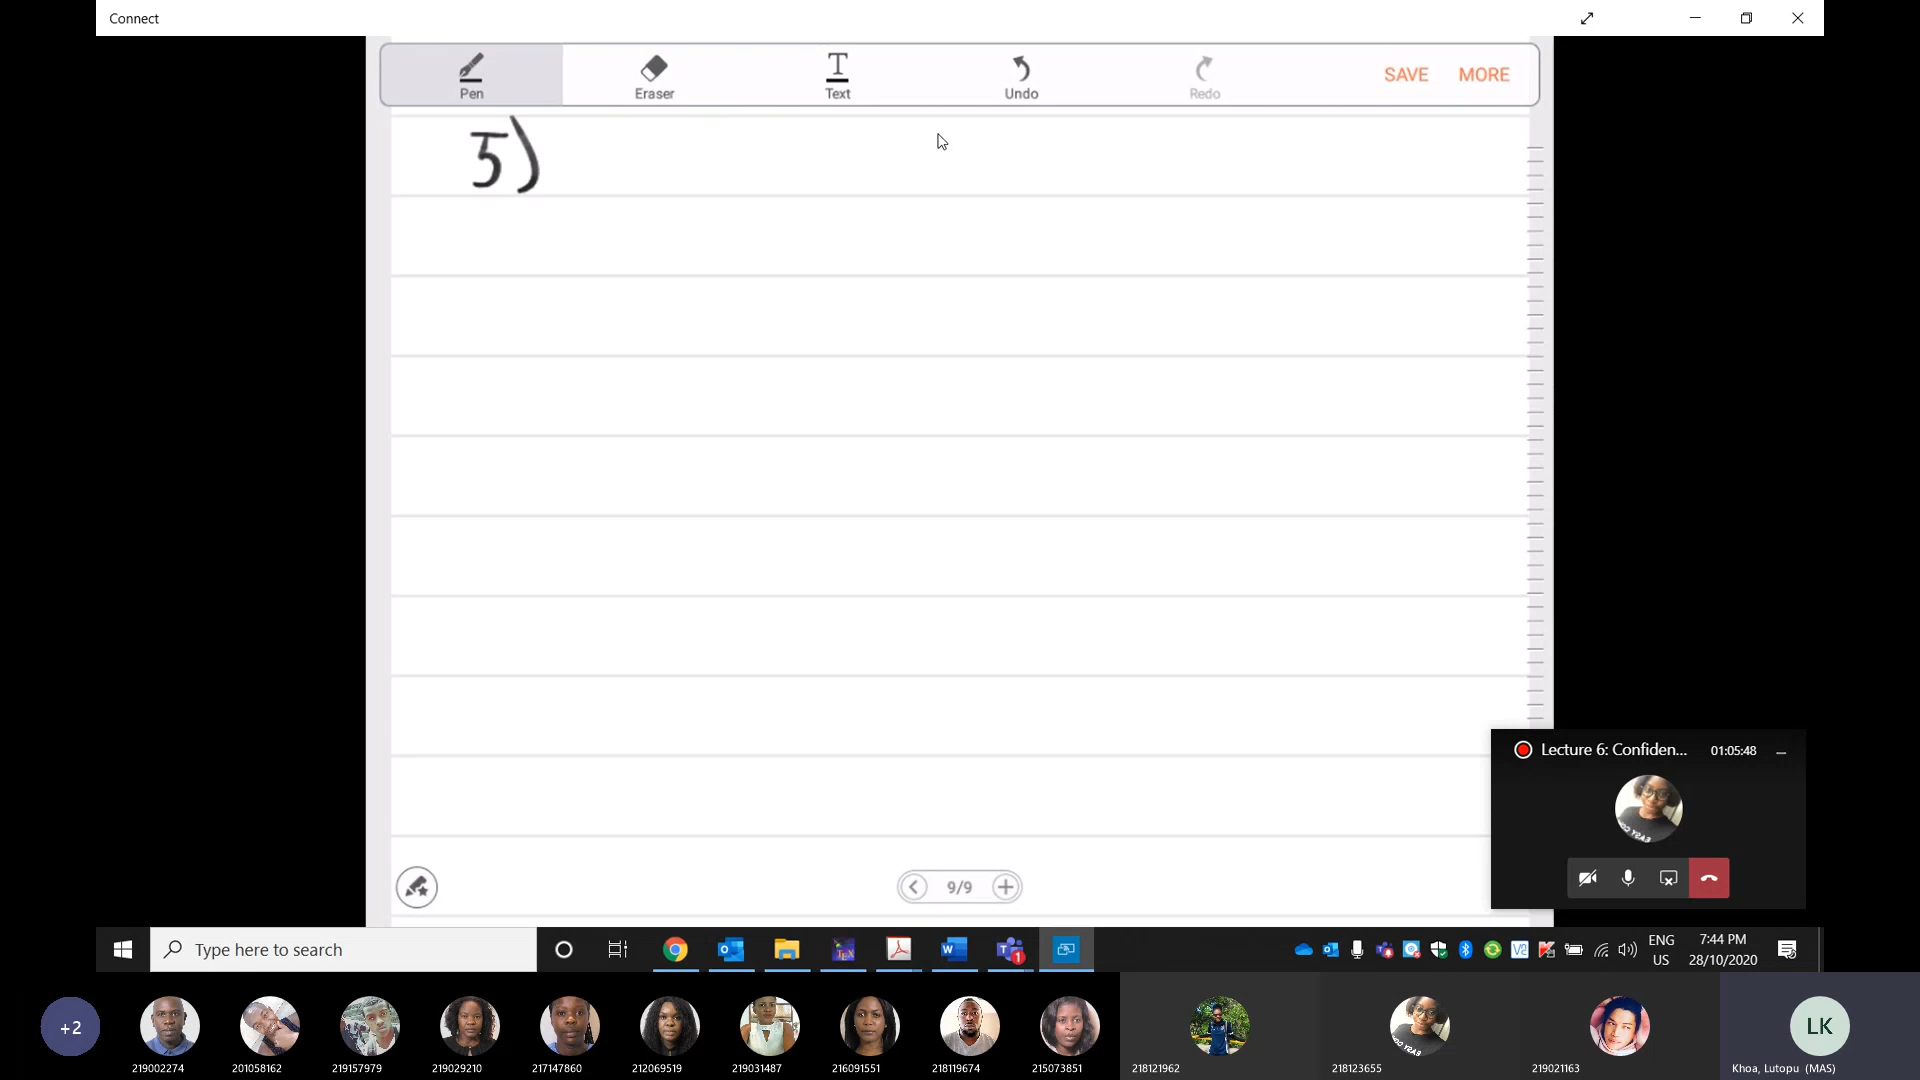 Connect
Pen
Eraser
Text
Undo
Redo
SAVE
MORE
5)
Lecture 6: Confiden...
01:05:48
9/9
Type here to search
1
ENG
US
7:44 PM
28/10/2020
+2
LK
219002274
201058162
219157979
219029210
217147860
212069519
219031487
216091551
218119674
215073851
218121962
218123655
219021163
Khoa, Lutopu (MAS)